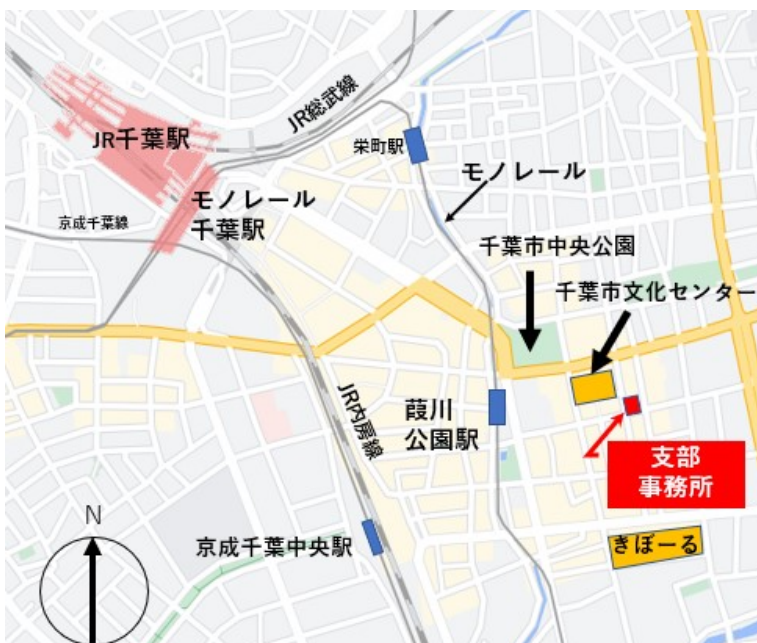 JR総武線
JR千葉駅
栄町駅
モノレール
モノレール
千葉駅
京成千葉線
千葉市中央公園
千葉市文化センター
JR内房線
葭川
公園駅
支部
事務所
京成千葉中央駅
きぼーる
N